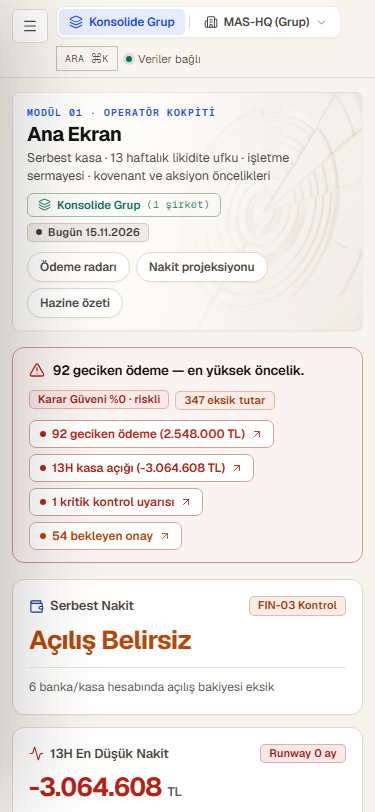 Konsolide Grup
MAS-HQ (Grup)
ARA ⌘K
Veriler bağlı
MODÜL 01 · OPERATÖR KOKPİTİ
Ana Ekran
Serbest kasa · 13 haftalık likidite ufku · işletme
sermayesi · kovenant ve aksiyon öncelikleri
Konsolide Grup (1 şirket)
Bugün 15.11.2026
Ödeme radarı
Nakit projeksiyonu
Hazine özeti
92 geciken ödeme — en yüksek öncelik.
Karar Güveni %0 · riskli
347 eksik tutar
92 geciken ödeme (2.548.000 TL)
13H kasa açığı (-3.064.608 TL)
1 kritik kontrol uyarısı
54 bekleyen onay
Serbest Nakit
FIN-03 Kontrol
Açılış Belirsiz
6 banka/kasa hesabında açılış bakiyesi eksik
13H En Düşük Nakit
Runway 0 ay
-3.064.608 TL